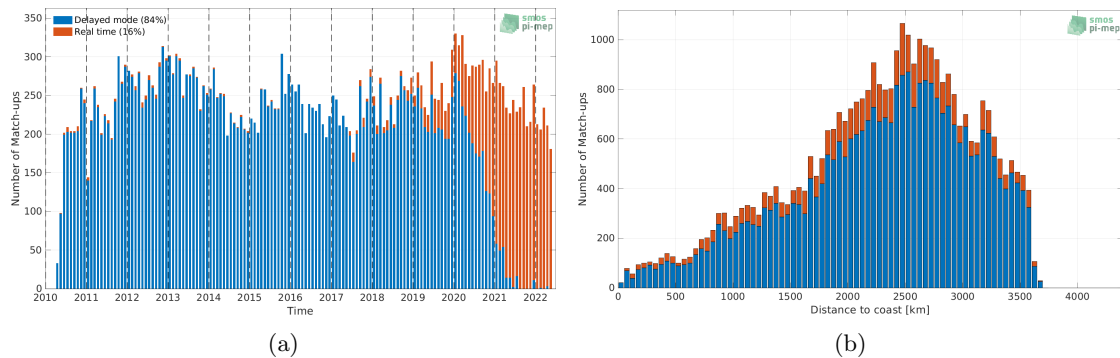 Delayed mode (84%)
Real time (16%)
smos
pi-mep
350
300
250
200
150
100
50
0
Number of Match-ups
2010 2011 2012 2013 2014 2015 2016 2017 2018 2019 2020 2021 2022
Time
(a)
smos
pi-mep
1000
800
600
400
200
0
Number of Match-ups
0 500 1000 1500 2000 2500 3000 3500 4000
Distance to coast [km]
(b)